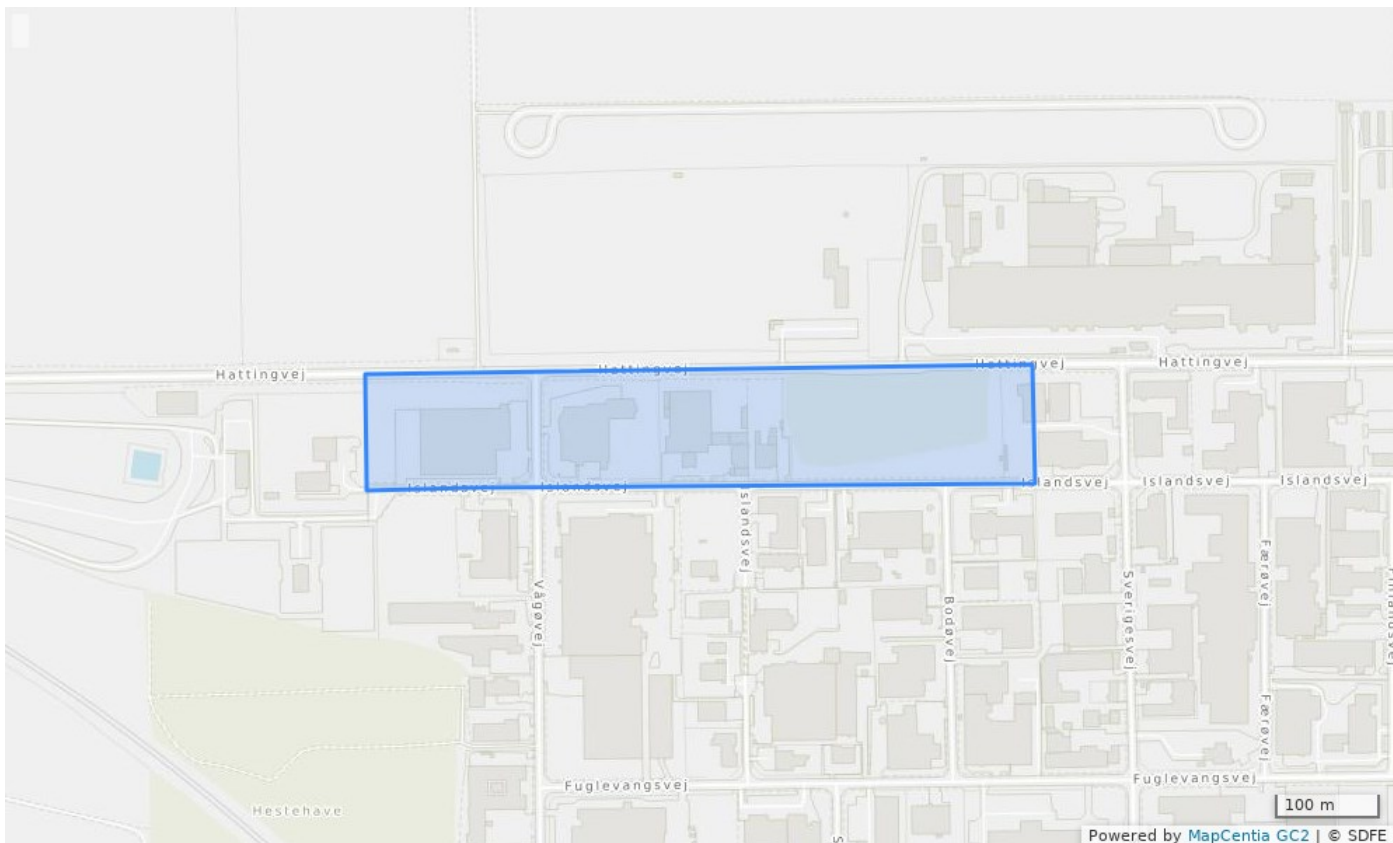 Hattingvej
Hattingvej
Hattingvej
Hattingvej
Islandsvej
Islandsvej
Islandsvej
Islandsvej
Islandsvej
Islandsvej
Vågøvej
Bodøvej
Sverigesvej
Færøvej
Færøvej
Fuglevangsvej
Fuglevangsvej
Hestehave
100 m
Powered by MapCentia GC2 | © SDFE